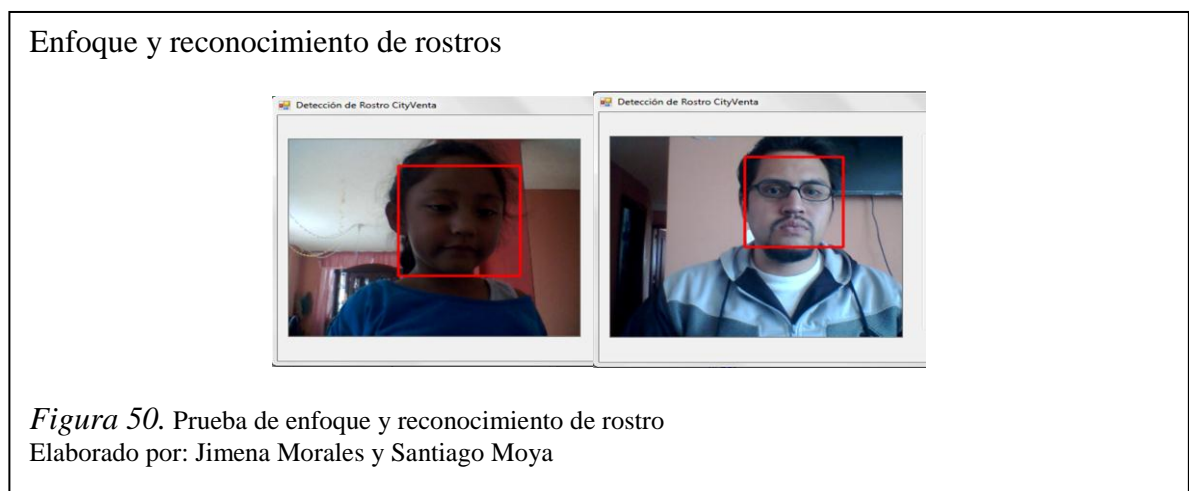 Enfoque y reconocimiento de rostros
Detección de Rostro CityVenta
Detección de Rostro CityVenta
Figura 50. Prueba de enfoque y reconocimiento de rostro
Elaborado por: Jimena Morales y Santiago Moya